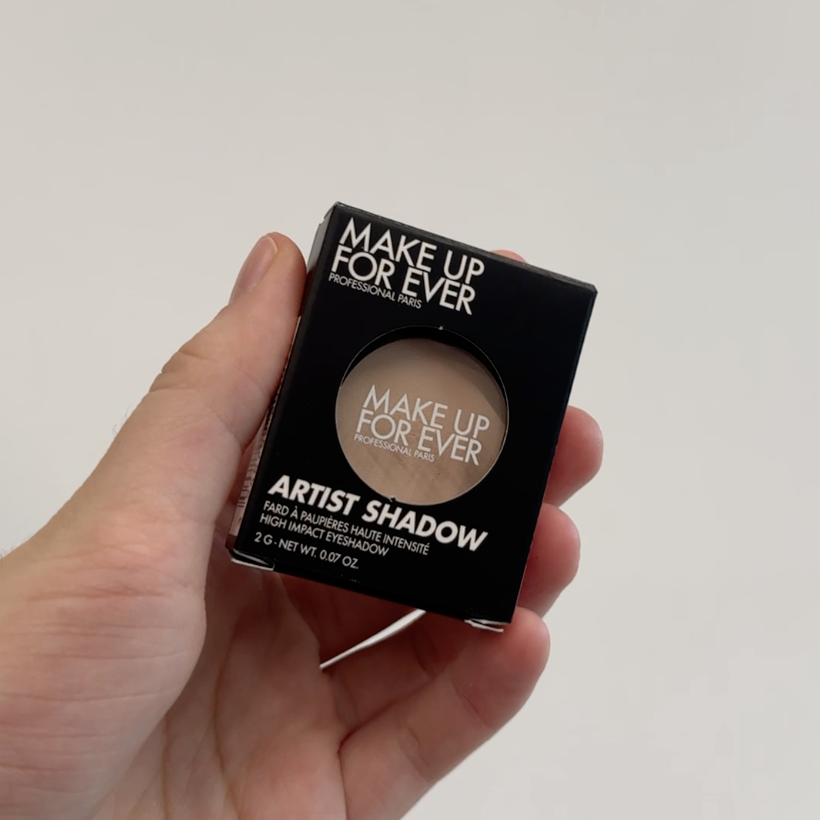 MAKE UP
FOR EVER
PROFESSIONAL PARIS
MAKE UP
FOR EVER
PROFESSIONAL PARIS
ARTIST SHADOW
FARD À PAUPIÈRES HAUTE INTENSITÉ
HIGH IMPACT EYESHADOW
2 G - NET WT. 0.07 OZ.